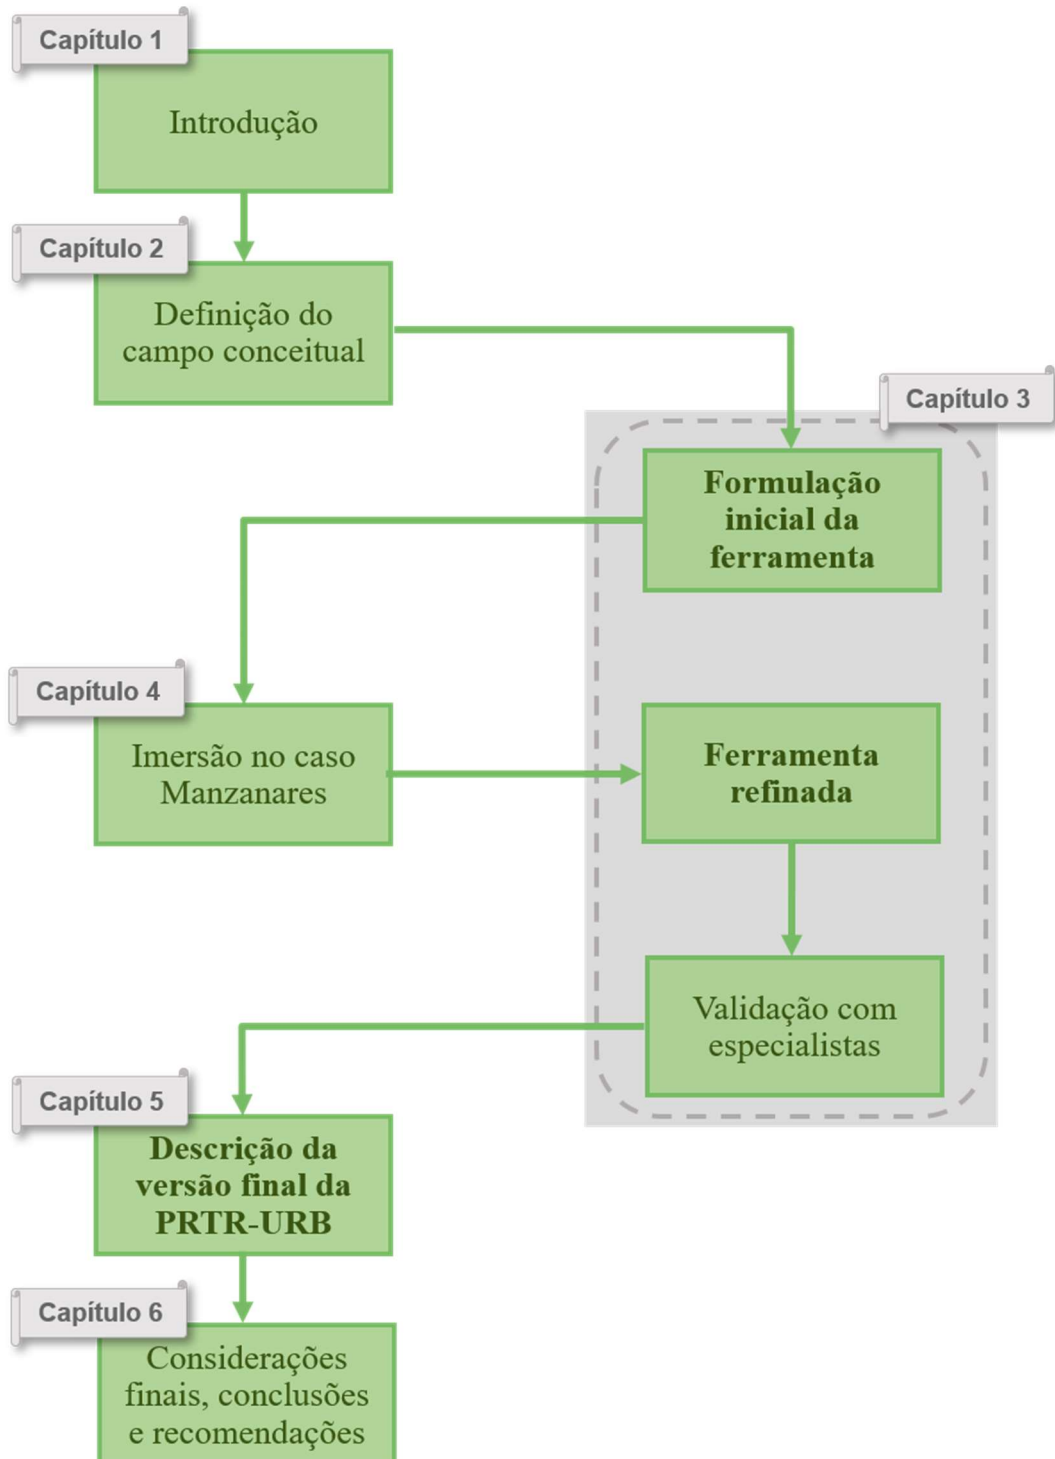 Capítulo 1
Introdução
Capítulo 2
Definição do
campo conceitual
Capítulo 3
Formulação
inicial da
ferramenta
Capítulo 4
Imersão no caso
Manzanares
Ferramenta
refinada
Validação com
especialistas
Capítulo 5
Descrição da
versão final da
PRTR-URB
Capítulo 6
Considerações
finais, conclusões
e recomendações